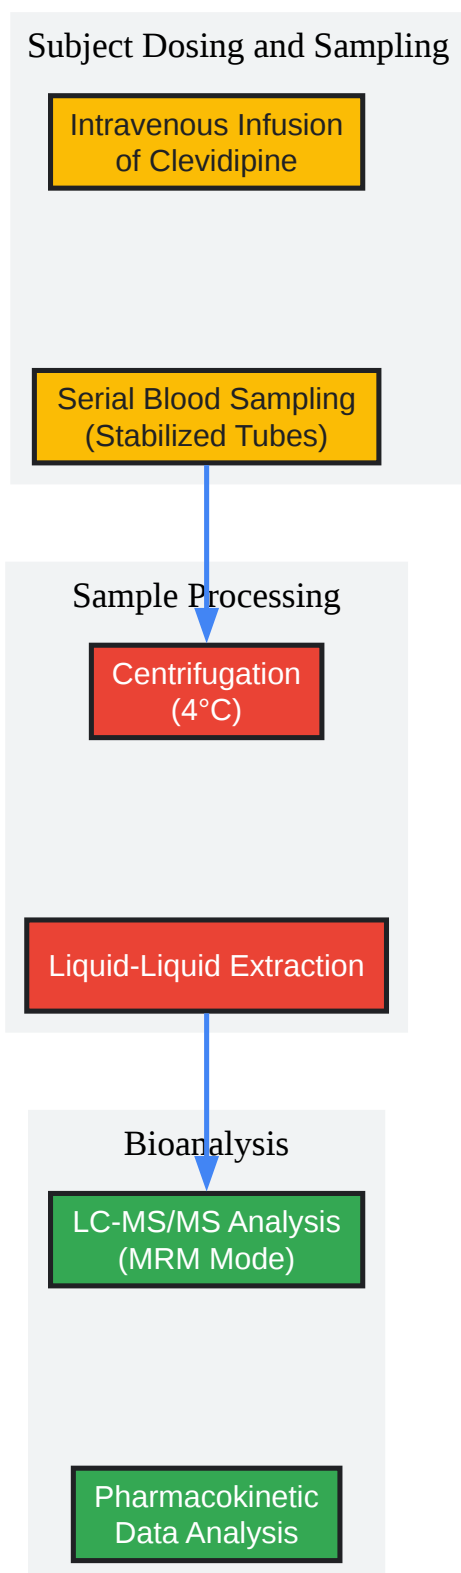 Subject Dosing and Sampling
Intravenous Infusion
of Clevidipine
Serial Blood Sampling
(Stabilized Tubes)
Sample Processing
Centrifugation
(4°C)
Liquid-Liquid Extraction
Bioanalysis
LC-MS/MS Analysis
(MRM Mode)
Pharmacokinetic
Data Analysis